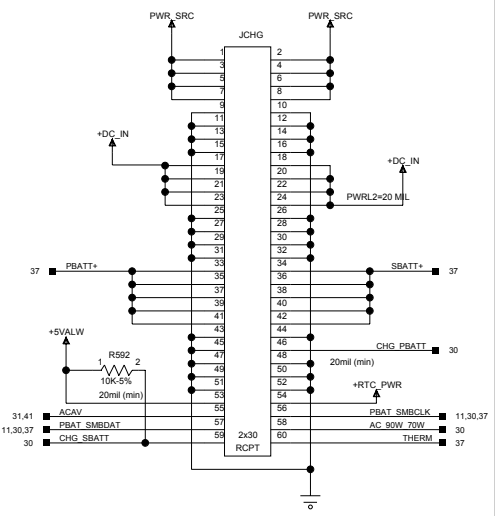 PWR_SRC PWR_SRC
JCHG
1 2
3 4
5 6
7 8
9 10
11 12
13 14
15 16
+DC_IN 17 18 +DC_IN
19 20
21 22
23 24 PWRL2=20 MIL
25 26
27 28
29 30
31 32
37 PBATT+ 33 34 SBATT+ 37
35 36
37 38
39 40
41 42
+5VALW 43 44
45 46 CHG_PBATT 30
R592
1 2 47 48 20mil (min)
49 50
10K-5% 51 52 +RTC_PWR
20mil (min) 53 54
31,41 ACAV 55 56 PBAT_SMBCLK 11,30,37
11,30,37 PBAT_SMBDAT 57 58 AC_90W_70W 30
30 CHG_SBATT 59 2x30 60 THERM 37
RCPT